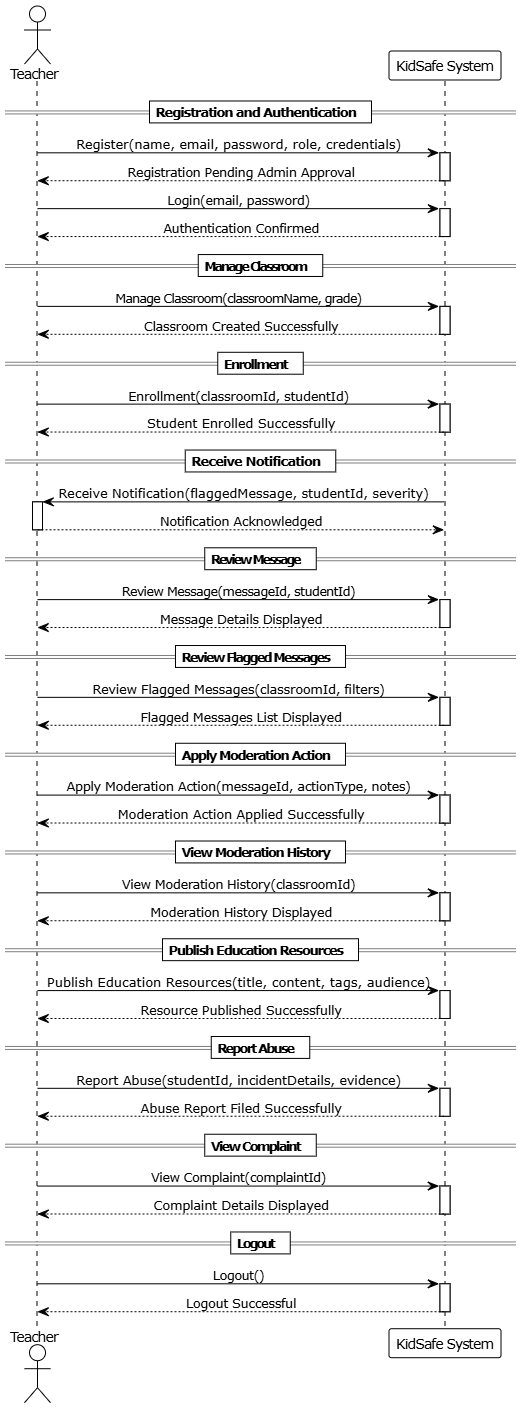 Teacher
KidSafe System
Registration and Authentication
Register(name, email, password, role, credentials)
Registration Pending Admin Approval
Login(email, password)
Authentication Confirmed
Manage Classroom
Manage Classroom(classroomName, grade)
Classroom Created Successfully
Enrollment
Enrollment(classroomId, studentId)
Student Enrolled Successfully
Receive Notification
Receive Notification(flaggedMessage, studentId, severity)
Notification Acknowledged
Review Message
Review Message(messageId, studentId)
Message Details Displayed
Review Flagged Messages
Review Flagged Messages(classroomId, filters)
Flagged Messages List Displayed
Apply Moderation Action
Apply Moderation Action(messageId, actionType, notes)
Moderation Action Applied Successfully
View Moderation History
View Moderation History(classroomId)
Moderation History Displayed
Publish Education Resources
Publish Education Resources(title, content, tags, audience)
Resource Published Successfully
Report Abuse
Report Abuse(studentId, incidentDetails, evidence)
Abuse Report Filed Successfully
View Complaint
View Complaint(complaintId)
Complaint Details Displayed
Logout
Logout()
Logout Successful
Teacher
KidSafe System